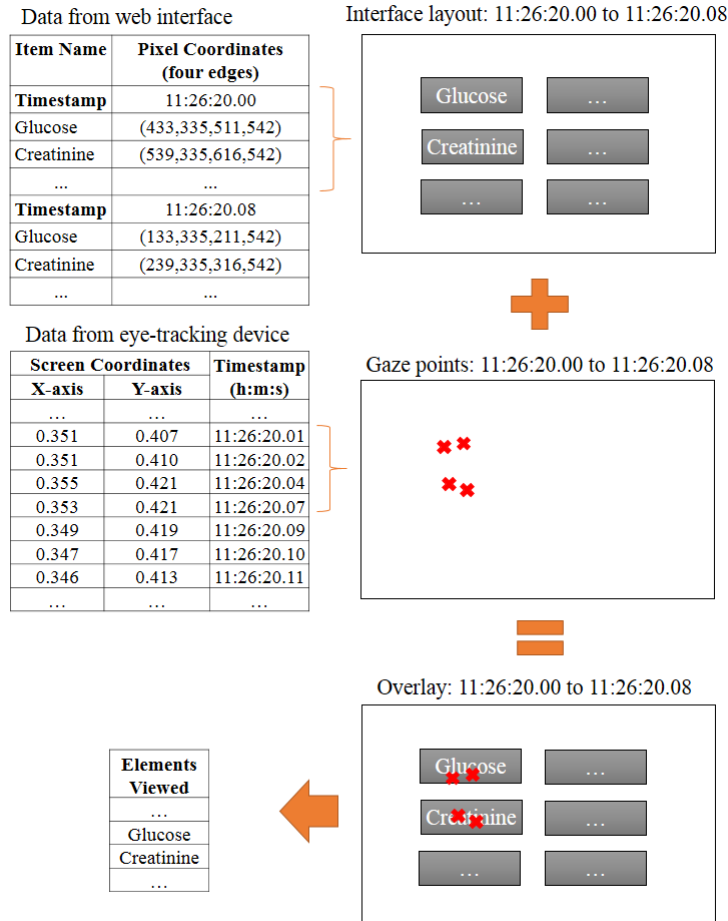 Data from web interface
Item Name Pixel Coordinates
(four edges)
Timestamp 11:26:20.00
Glucose (433,335,511,542)
Creatinine (539,335,616,542)
... ...
Timestamp 11:26:20.08
Glucose (133,335,211,542)
Creatinine (239,335,316,542)
... ...
Interface layout: 11:26:20.00 to 11:26:20.08
Glucose ...
Creatinine ...
... ...
Data from eye-tracking device
Screen Coordinates Timestamp
X-axis Y-axis (h:m:s)
... ... ...
0.351 0.407 11:26:20.01
0.351 0.410 11:26:20.02
0.355 0.421 11:26:20.04
0.353 0.421 11:26:20.07
0.349 0.419 11:26:20.09
0.347 0.417 11:26:20.10
0.346 0.413 11:26:20.11
... ... ...
Gaze points: 11:26:20.00 to 11:26:20.08
Overlay: 11:26:20.00 to 11:26:20.08
Glucose ...
Creatinine ...
... ...
Elements
Viewed
...
Glucose
Creatinine
...